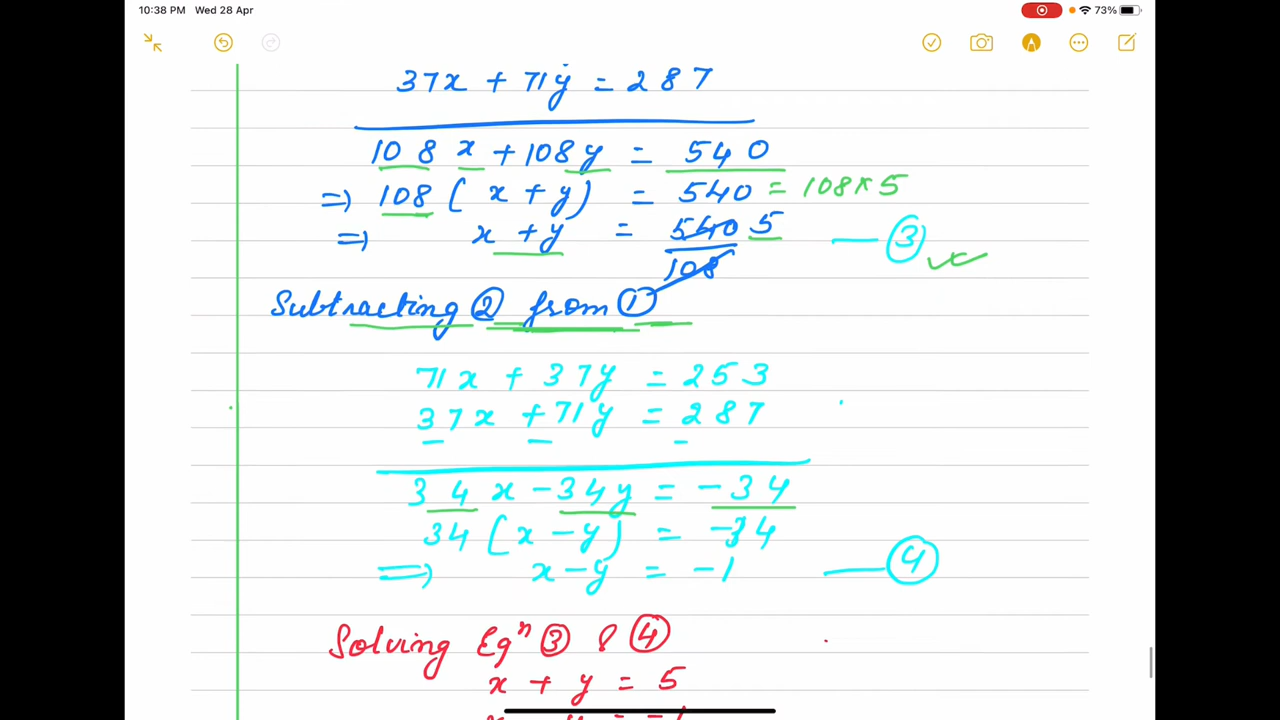 10:38 PM Wed 28 Apr 73%
37x + 71y = 287
108x + 108y = 540
=) 108 ( x + y ) = 540 = 108 × 5
=) x + y = 540/108 5 — ③
Subtracting ② from ①
71x + 37y = 253
37x + 71y = 287
34x - 34y = -34
34 ( x - y ) = -34
=> x - y = -1 — ④
Solving Eqⁿ ③ & ④
x + y = 5